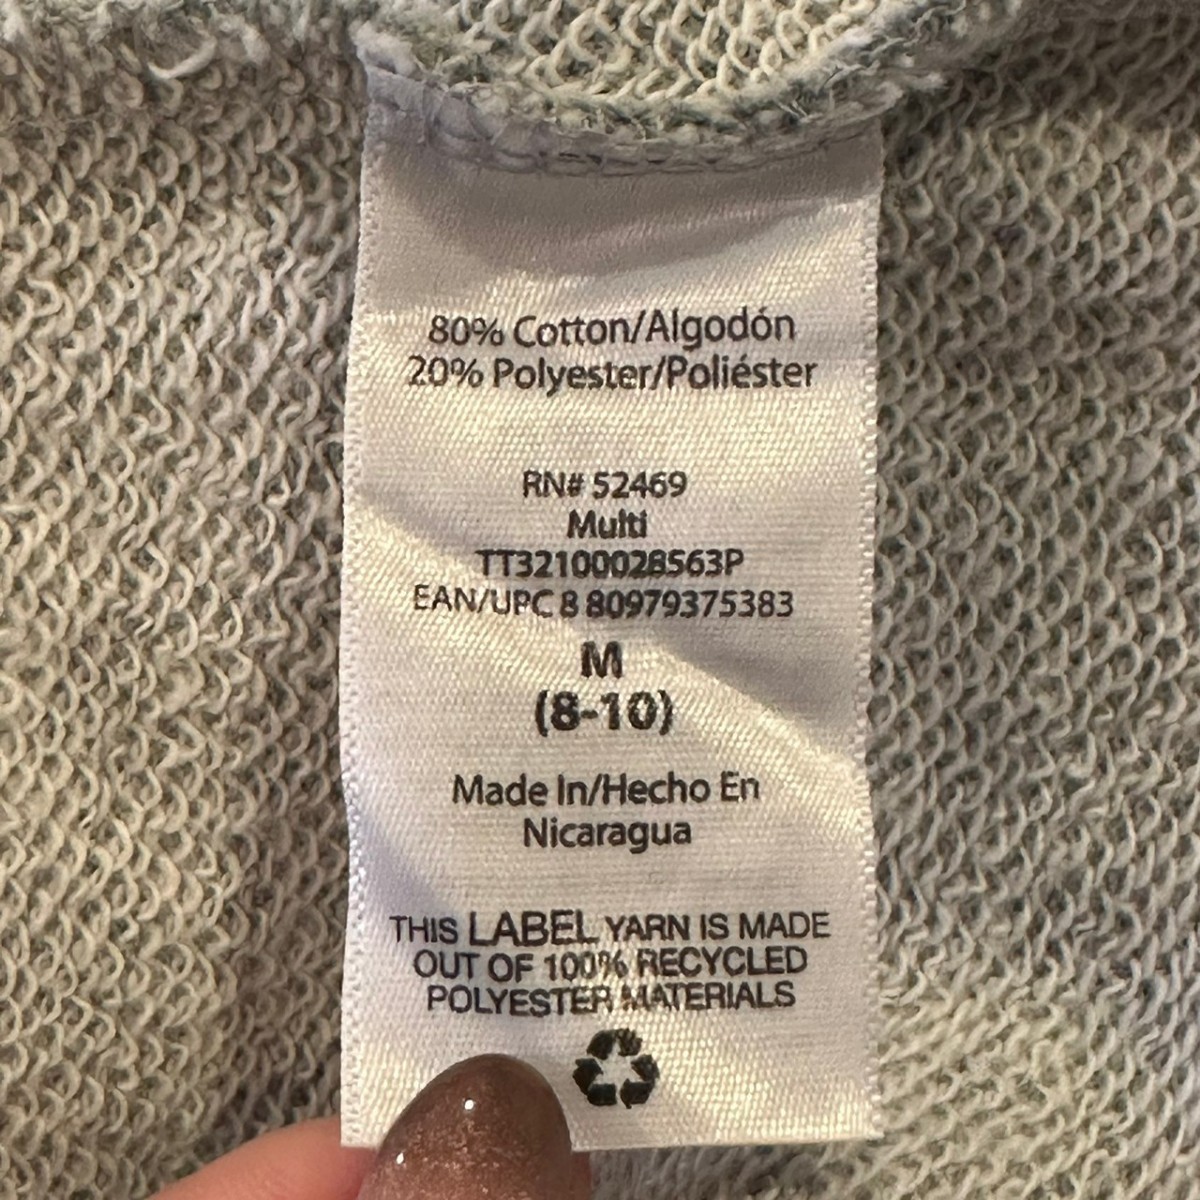 80% Cotton/Algodón
20% Polyester/Poliéster
RN# 52469
Multi
TT32100028563P
EAN/UPC 8 80979375383
M
(8-10)
Made In/Hecho En
Nicaragua
THIS LABEL YARN IS MADE
OUT OF 100% RECYCLED
POLYESTER MATERIALS